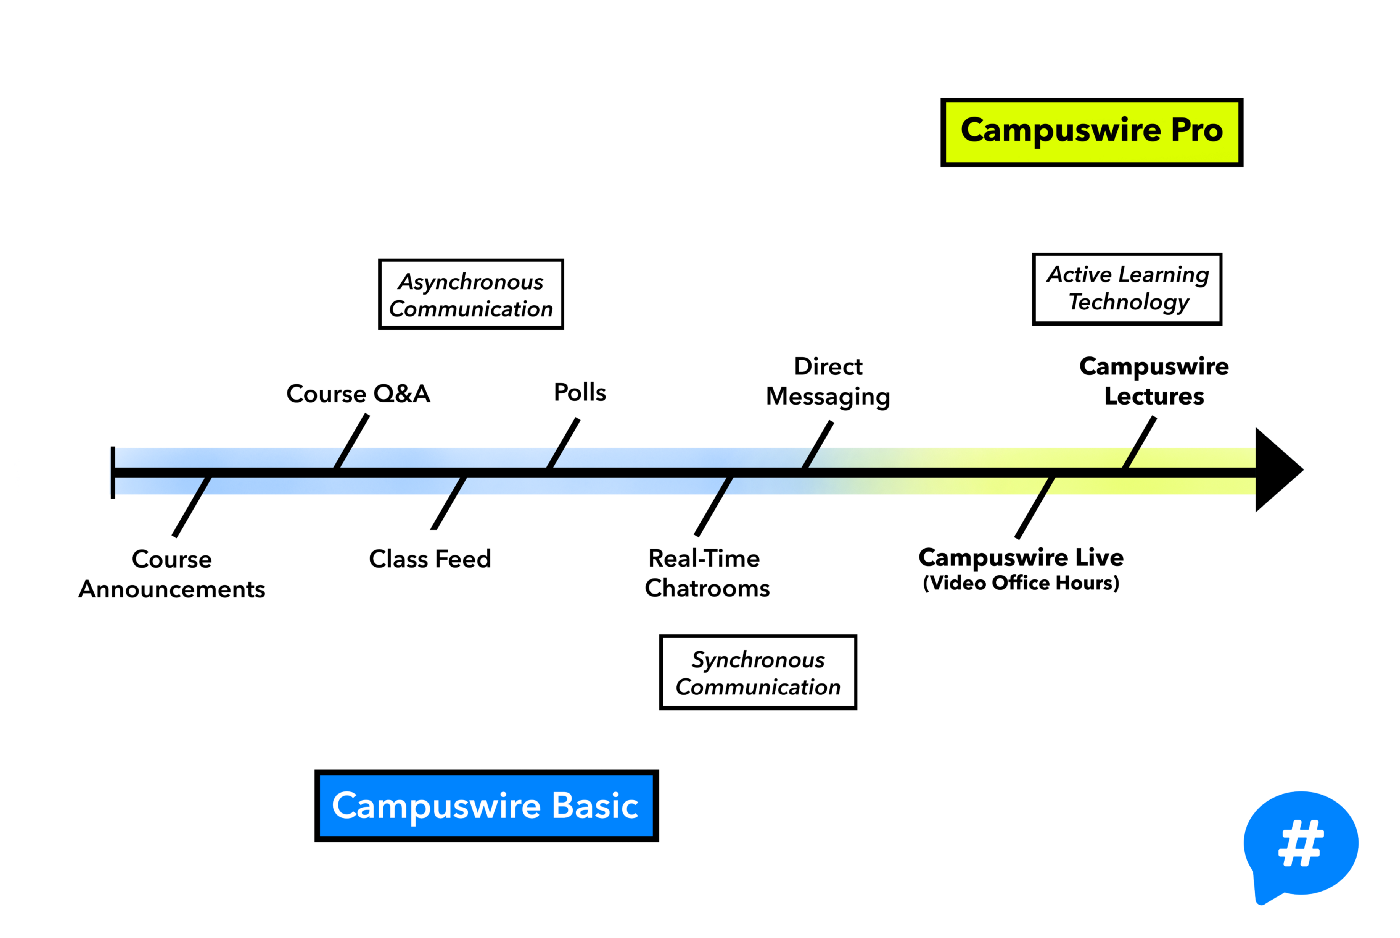 Campuswire Pro
Asynchronous
Communication
Active Learning
Technology
Course Q&A
Polls
Direct
Messaging
Campuswire
Lectures
Course
Announcements
Class Feed
Real-Time
Chatrooms
Campuswire Live
(Video Office Hours)
Synchronous
Communication
Campuswire Basic
#